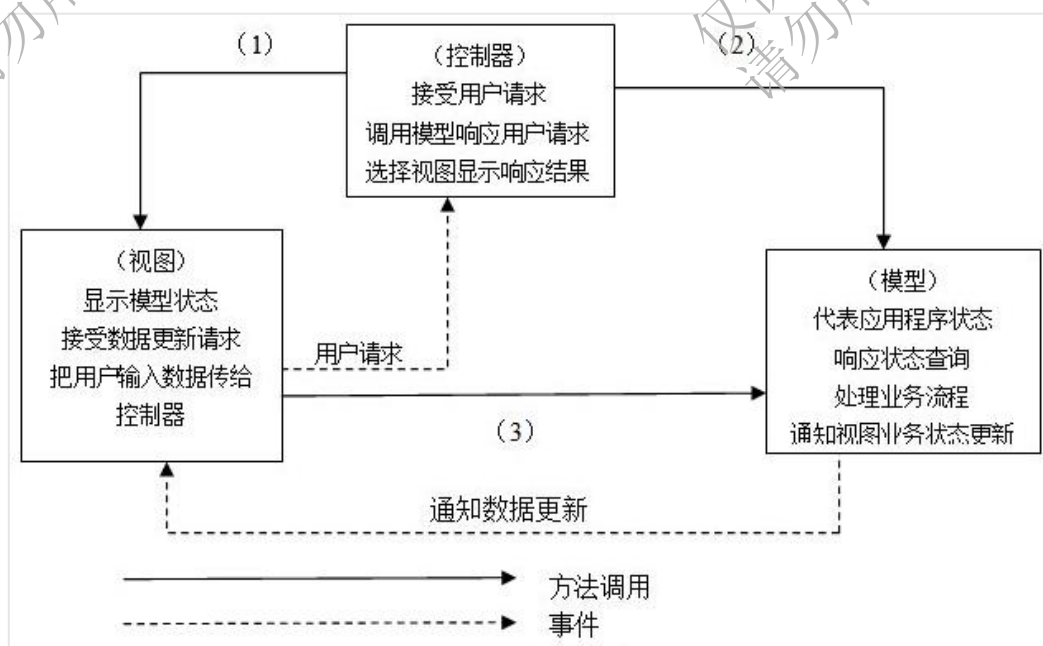 （1）
（2）
（控制器）
接受用户请求
调用模型响应用户请求
选择视图显示响应结果
（视图）
显示模型状态
接受数据更新请求
把用户输入数据传给
控制器
用户请求
（3）
（模型）
代表应用程序状态
响应状态查询
处理业务流程
通知视图业务状态更新
通知数据更新
方法调用
事件
请勿用